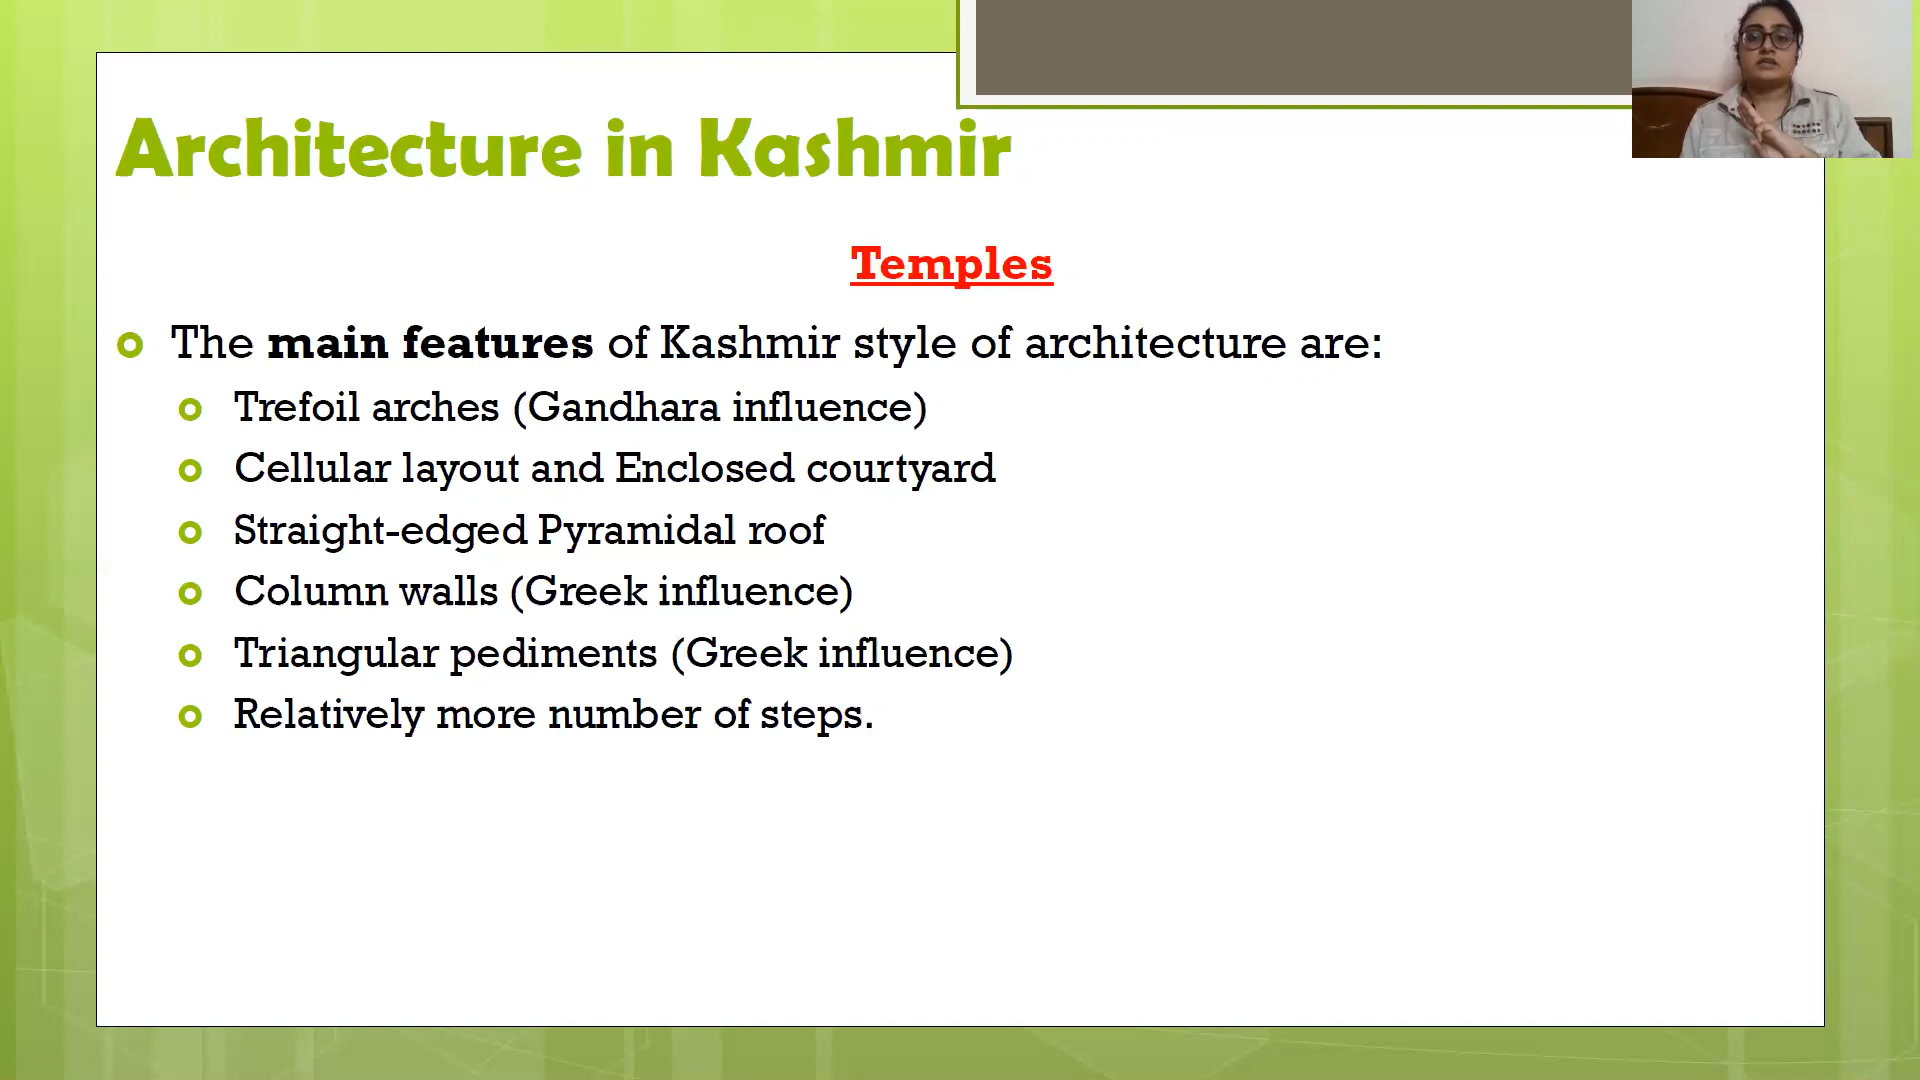 Architecture in Kashmir
Temples
The main features of Kashmir style of architecture are:
Trefoil arches (Gandhara influence)
Cellular layout and Enclosed courtyard
Straight-edged Pyramidal roof
Column walls (Greek influence)
Triangular pediments (Greek influence)
Relatively more number of steps.